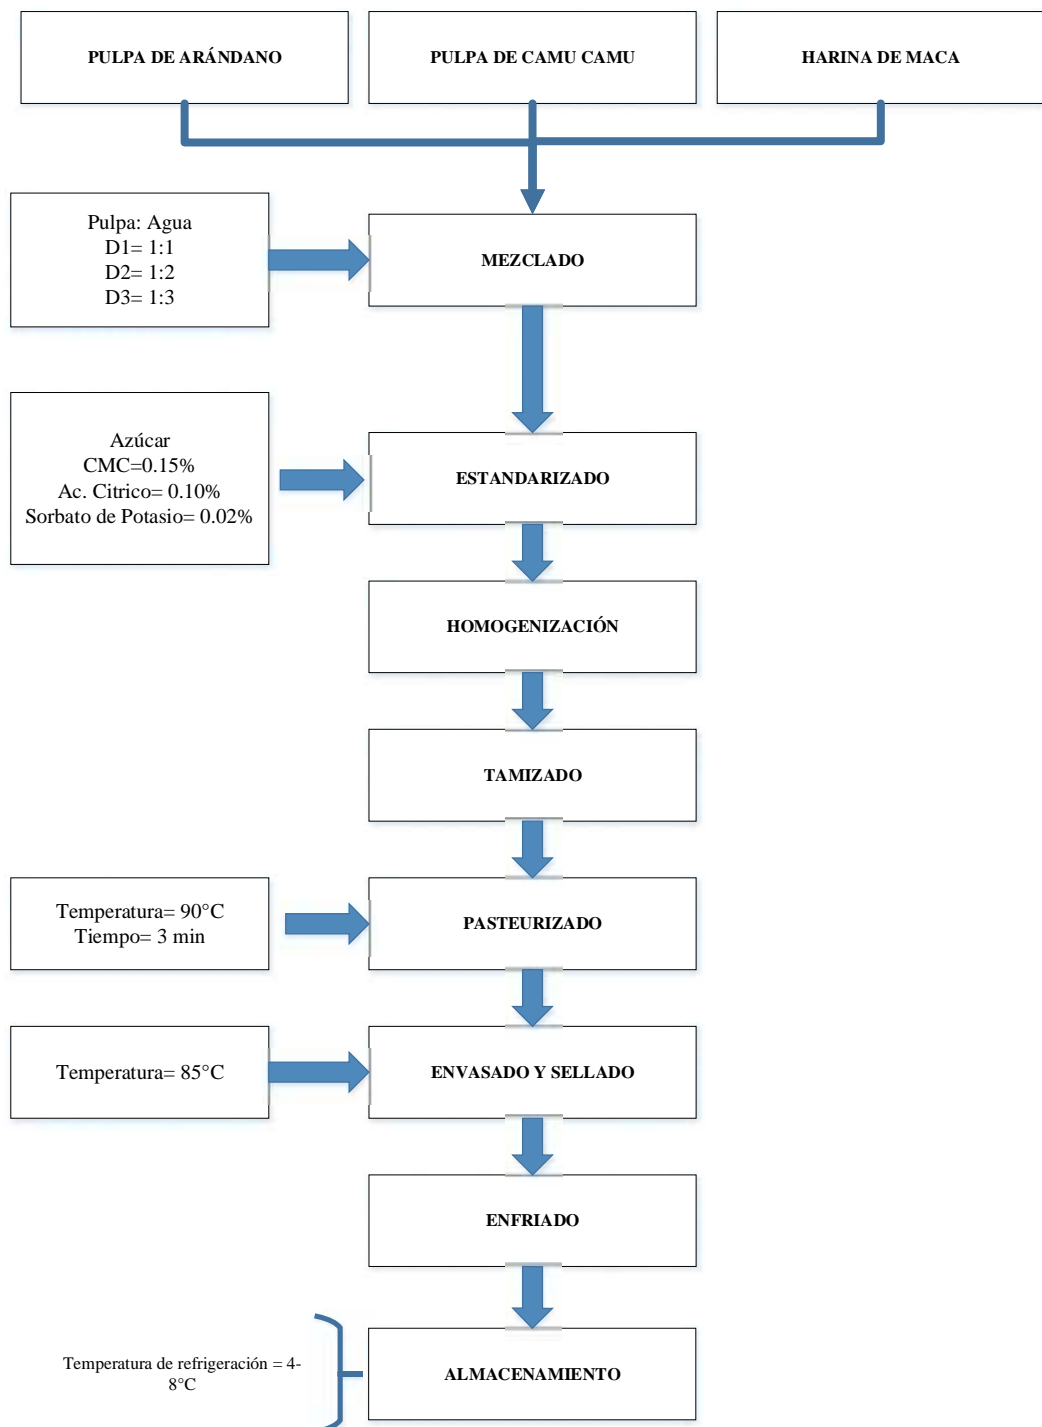 PULPA DE ARÁNDANO
PULPA DE CAMU CAMU
HARINA DE MACA
Pulpa: Agua
D1= 1:1
D2= 1:2
D3= 1:3
MEZCLADO
Azúcar
CMC=0.15%
Ac. Citrico= 0.10%
Sorbato de Potasio= 0.02%
ESTANDARIZADO
HOMOGENIZACIÓN
TAMIZADO
Temperatura= 90°C
Tiempo= 3 min
PASTEURIZADO
Temperatura= 85°C
ENVASADO Y SELLADO
ENFRIADO
Temperatura de refrigeración = 4-
8°C
ALMACENAMIENTO